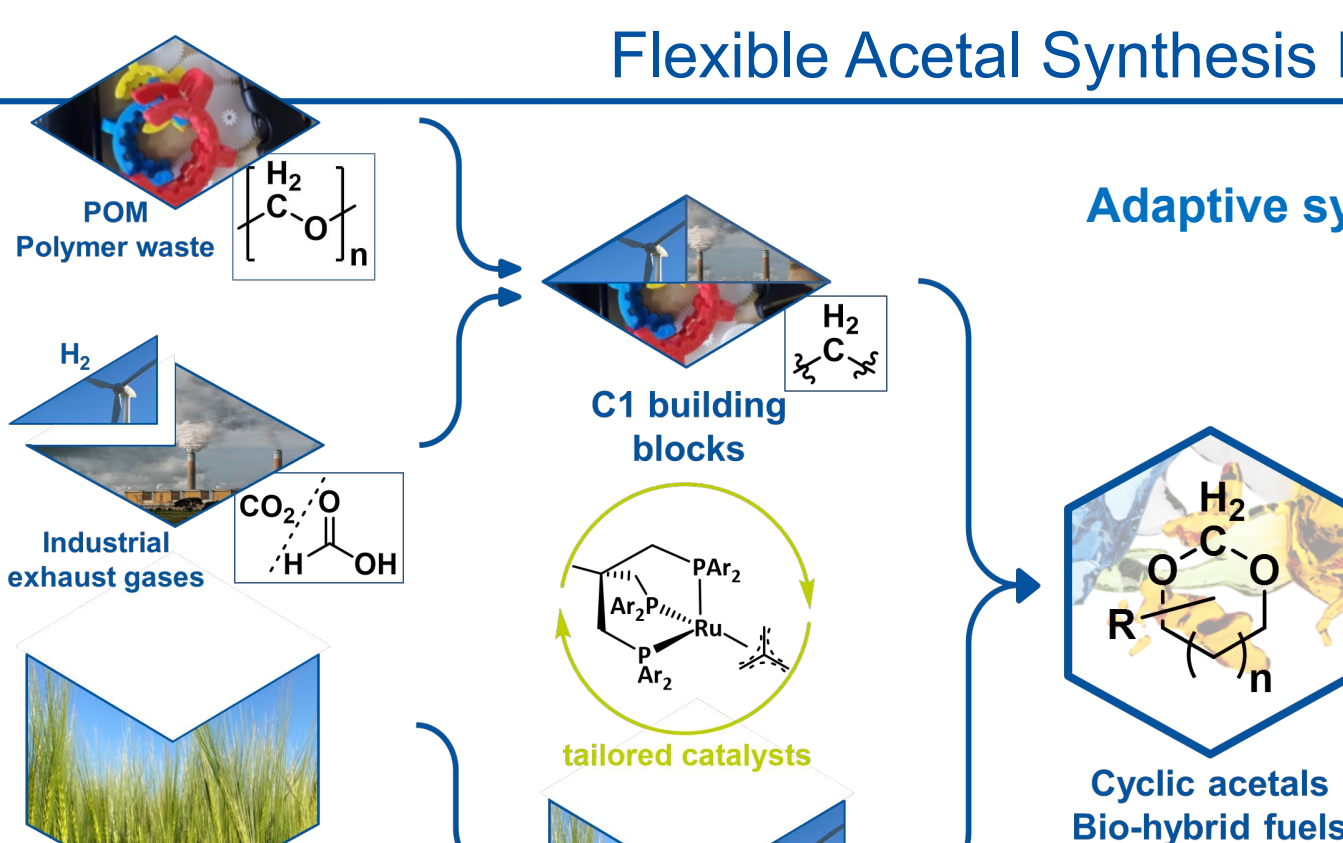 Flexible Acetal Synthesis
Adaptive
POM
Polymer waste
H2
C
O
n
H2
Industrial
exhaust gases
CO2
O
H
OH
H2
C
C1 building
blocks
PAr2
Ar2P
Ru
P
Ar2
tailored catalysts
H2
C
O
O
R
n
Cyclic acetals
Bio-hybrid fuels